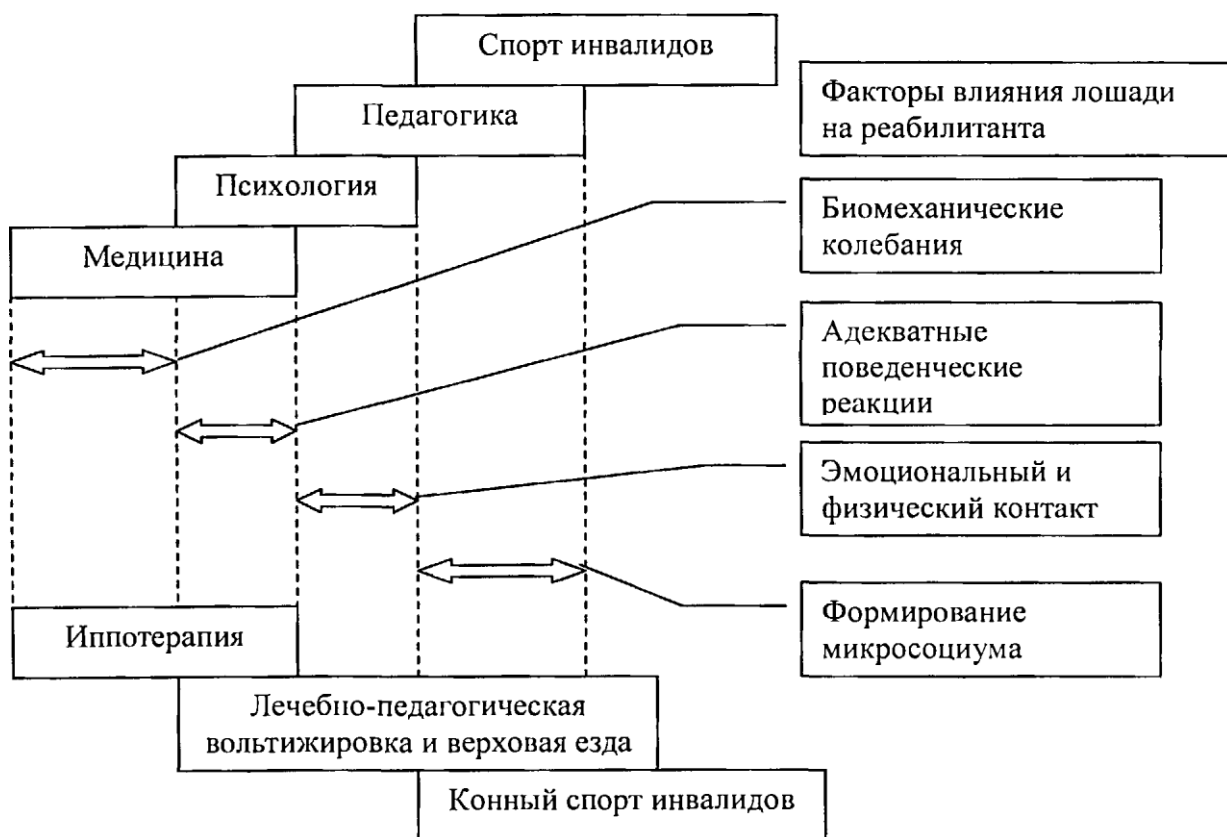 Спорт инвалидов
Педагогика
Психология
Медицина
Факторы влияния лошади
на реабилитанта
Биомеханические
колебания
Адекватные
поведенческие
реакции
Эмоциональный и
физический контакт
Формирование
микросоциума
Иппотерапия
Лечебно-педагогическая
вольтижировка и верховая езда
Конный спорт инвалидов